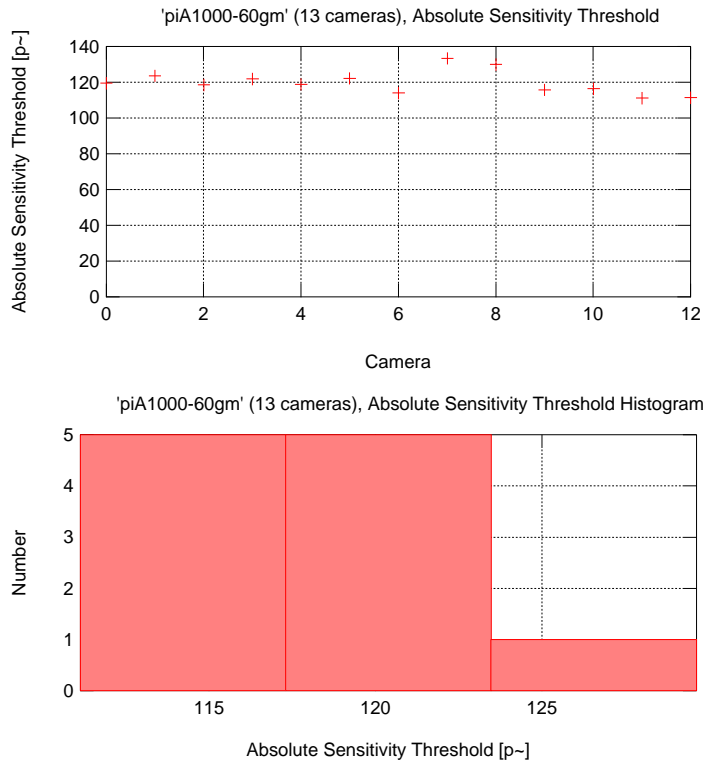 'piA1000-60gm' (13 cameras), Absolute Sensitivity Threshold
Absolute Sensitivity Threshold [p~]
140
120
100
80
60
40
20
0
0 2 4 6 8 10 12
Camera
'piA1000-60gm' (13 cameras), Absolute Sensitivity Threshold Histogram
Number
5
4
3
2
1
0
115 120 125
Absolute Sensitivity Threshold [p~]